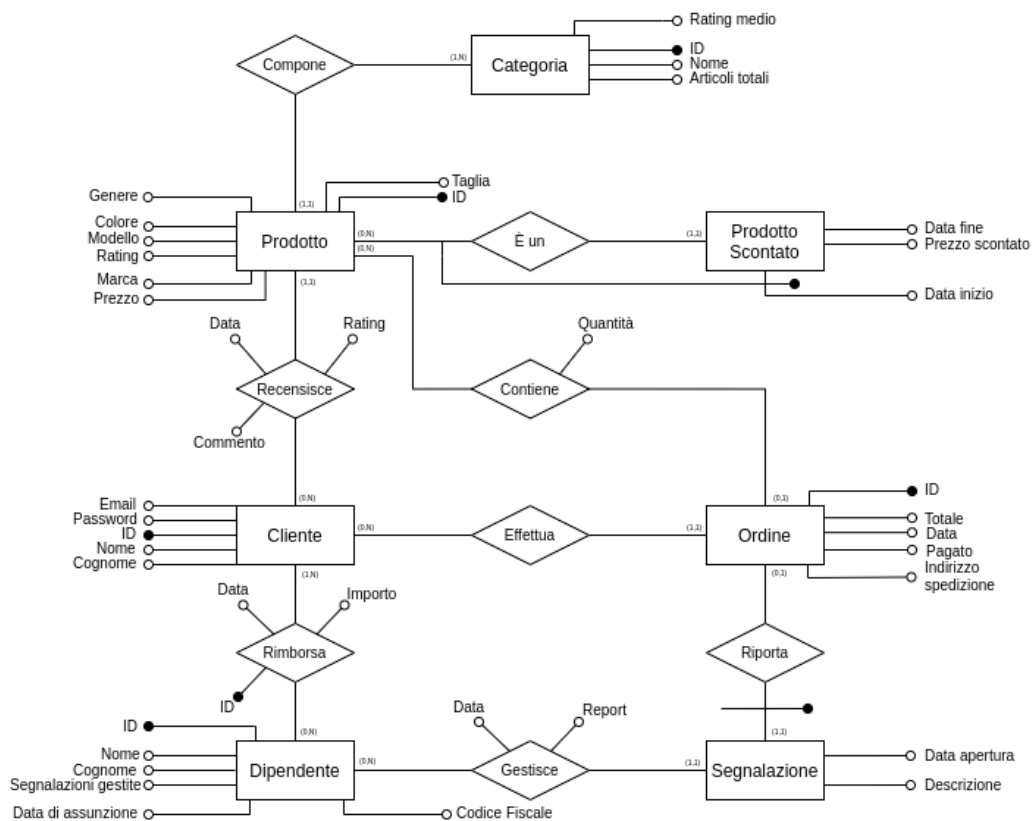 Rating medio
Compone
(1,N)
Categoria
ID
Nome
Articoli totali
Taglia
ID
Genere
(1,1)
Colore
Modello
Rating
Marca
Prezzo
Prodotto
(0,N)
(0,N)
(1,1)
È un
(1,1)
Prodotto
Scontato
Data fine
Prezzo scontato
Data inizio
Data
Rating
Quantità
Recensisce
Contiene
Commento
(0,N)
(0,1)
ID
Email
Password
ID
Nome
Cognome
Cliente
(0,N)
Effettua
(1,1)
Ordine
Totale
Data
Pagato
Indirizzo
spedizione
(1,N)
(0,1)
Data
Importo
Rimborsa
Riporta
ID
ID
(0,N)
Data
Report
(1,1)
Nome
Cognome
Segnalazioni gestite
Data di assunzione
Dipendente
(0,N)
Gestisce
(1,1)
Segnalazione
Data apertura
Descrizione
Codice Fiscale